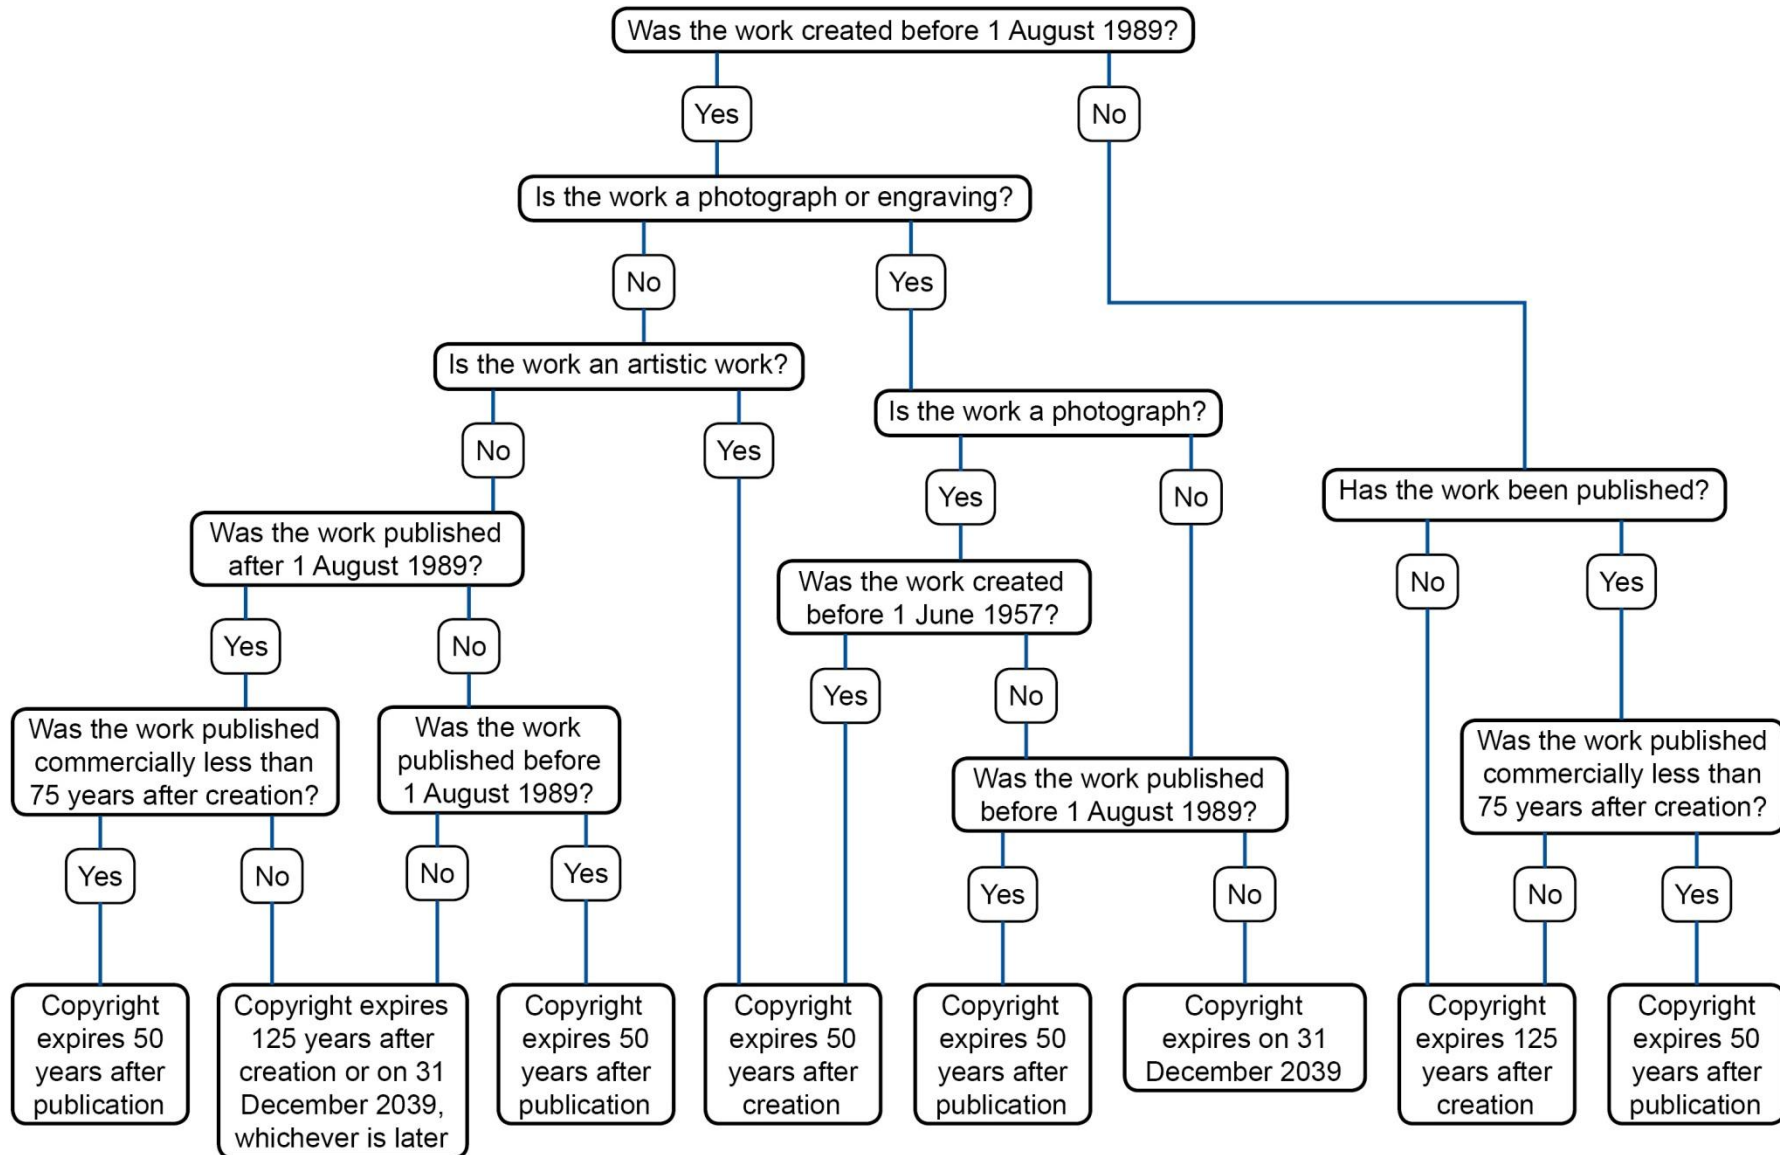 Was the work created before 1 August 1989?
Yes
No
Is the work a photograph or engraving?
No
Yes
Is the work an artistic work?
Is the work a photograph?
No
Yes
Yes
No
Has the work been published?
Was the work published
after 1 August 1989?
Was the work created
before 1 June 1957?
No
Yes
Yes
No
Yes
No
Was the work published
commercially less than
75 years after creation?
Was the work
published before
1 August 1989?
Was the work published
before 1 August 1989?
Was the work published
commercially less than
75 years after creation?
Yes
No
No
Yes
Yes
No
No
Yes
Copyright
expires 50
years after
publication
Copyright expires
125 years after
creation or on 31
December 2039,
whichever is later
Copyright
expires 50
years after
publication
Copyright
expires 50
years after
creation
Copyright
expires 50
years after
publication
Copyright
expires on 31
December 2039
Copyright
expires 125
years after
creation
Copyright
expires 50
years after
publication